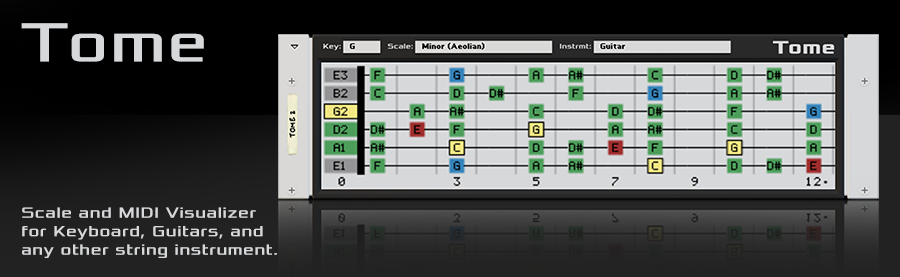 Tome
Key: G Scale: Minor (Aeolian) Instrmt: Guitar Tome
E3 F G A A# C D D#
B2 C D D# F G A A#
G2 A A# C D D# F G
D2 D# E F G A A# C D
A1 A# C D D# E F G A
E1 F G A A# C D D# E
0 3 5 7 9 12•
TOME
Scale and MIDI Visualizer
for Keyboard, Guitars, and
any other string instrument.